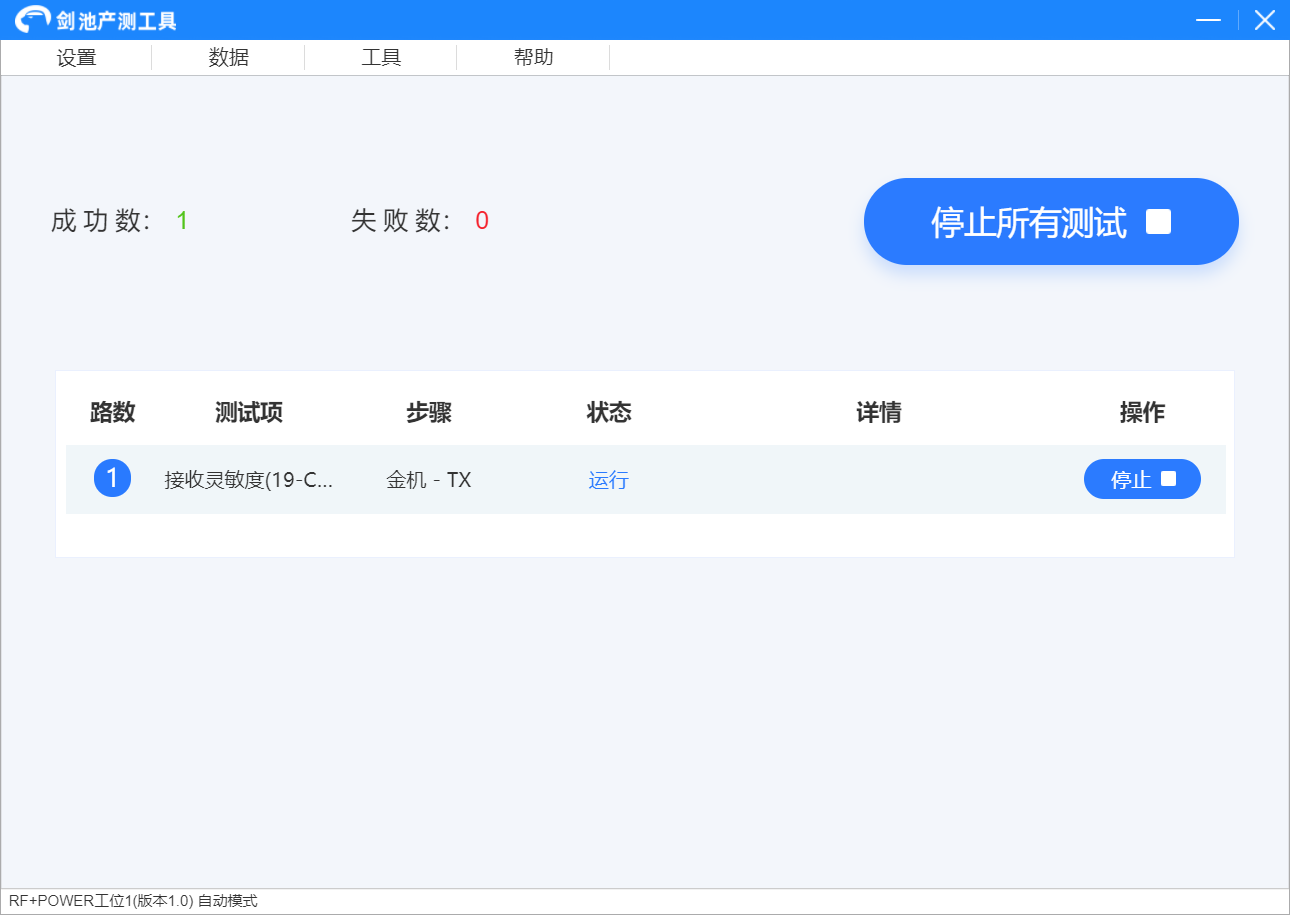 剑池产测工具
设置 数据 工具 帮助
成功数： 1 失败数： 0 停止所有测试
路数 测试项 步骤 状态 详情 操作
1 接收灵敏度(19-C... 金机 - TX 运行 停止
RF+POWER工位1(版本1.0) 自动模式